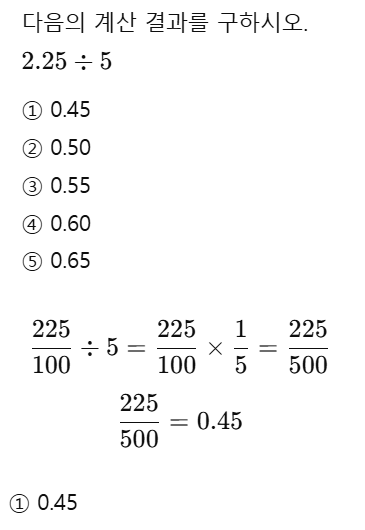 다음의 계산 결과를 구하시오.
2.25 ÷ 5
① 0.45
② 0.50
③ 0.55
④ 0.60
⑤ 0.65
225/100 ÷ 5 = 225/100 × 1/5 = 225/500
225/500 = 0.45
① 0.45